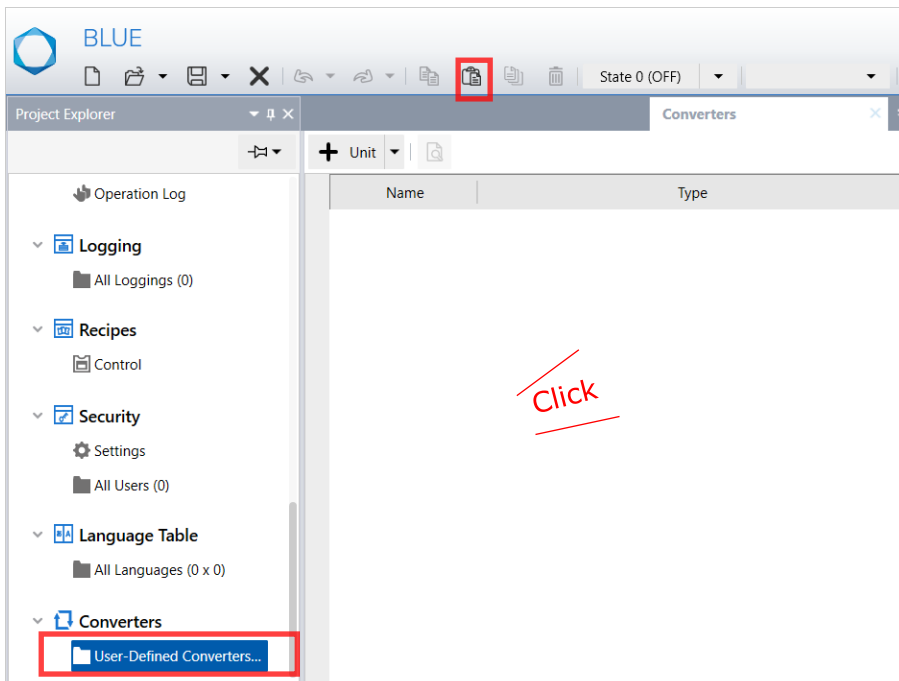 BLUE
State 0 (OFF)
Project Explorer
Converters
Unit
Name Type
Operation Log
Logging
All Loggings (0)
Recipes
Control
Click
Security
Settings
All Users (0)
Language Table
All Languages (0 x 0)
Converters
User-Defined Converters...